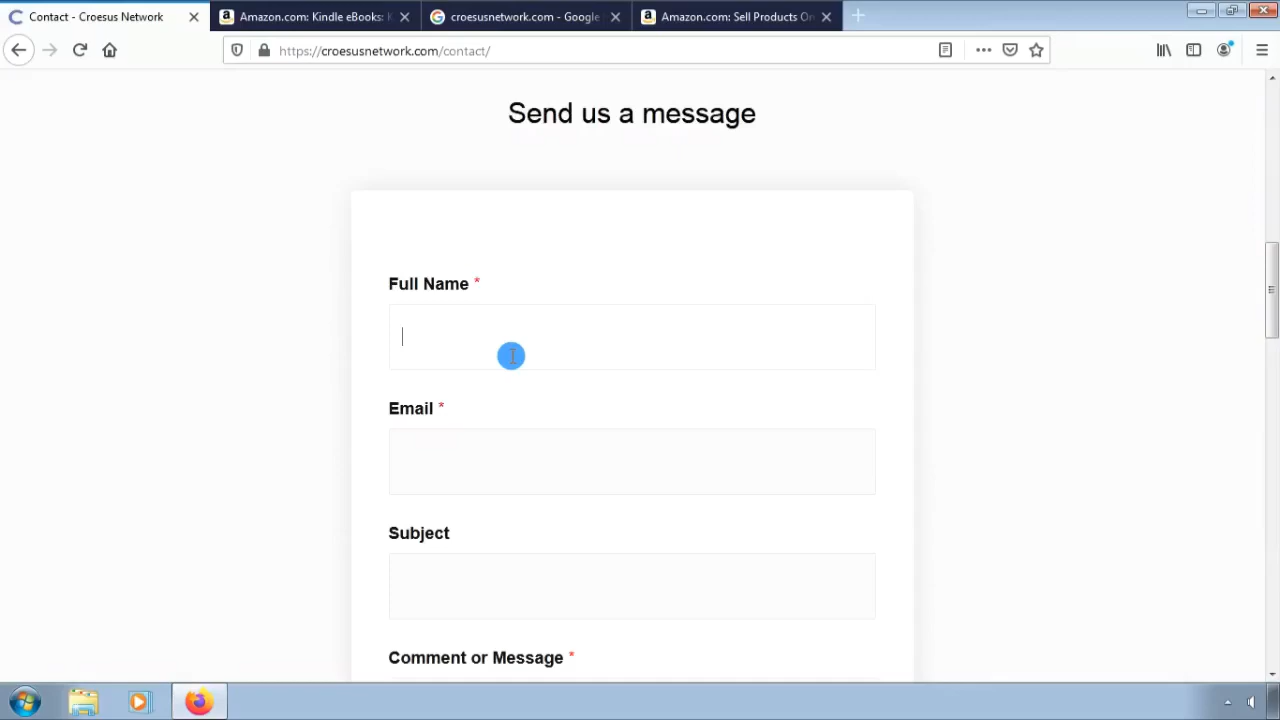 Contact - Croesus Network
Amazon.com: Kindle eBooks: K
croesusnetwork.com - Google
Amazon.com: Sell Products On
https://croesusnetwork.com/contact/
Send us a message
Full Name *
Email *
Subject
Comment or Message *